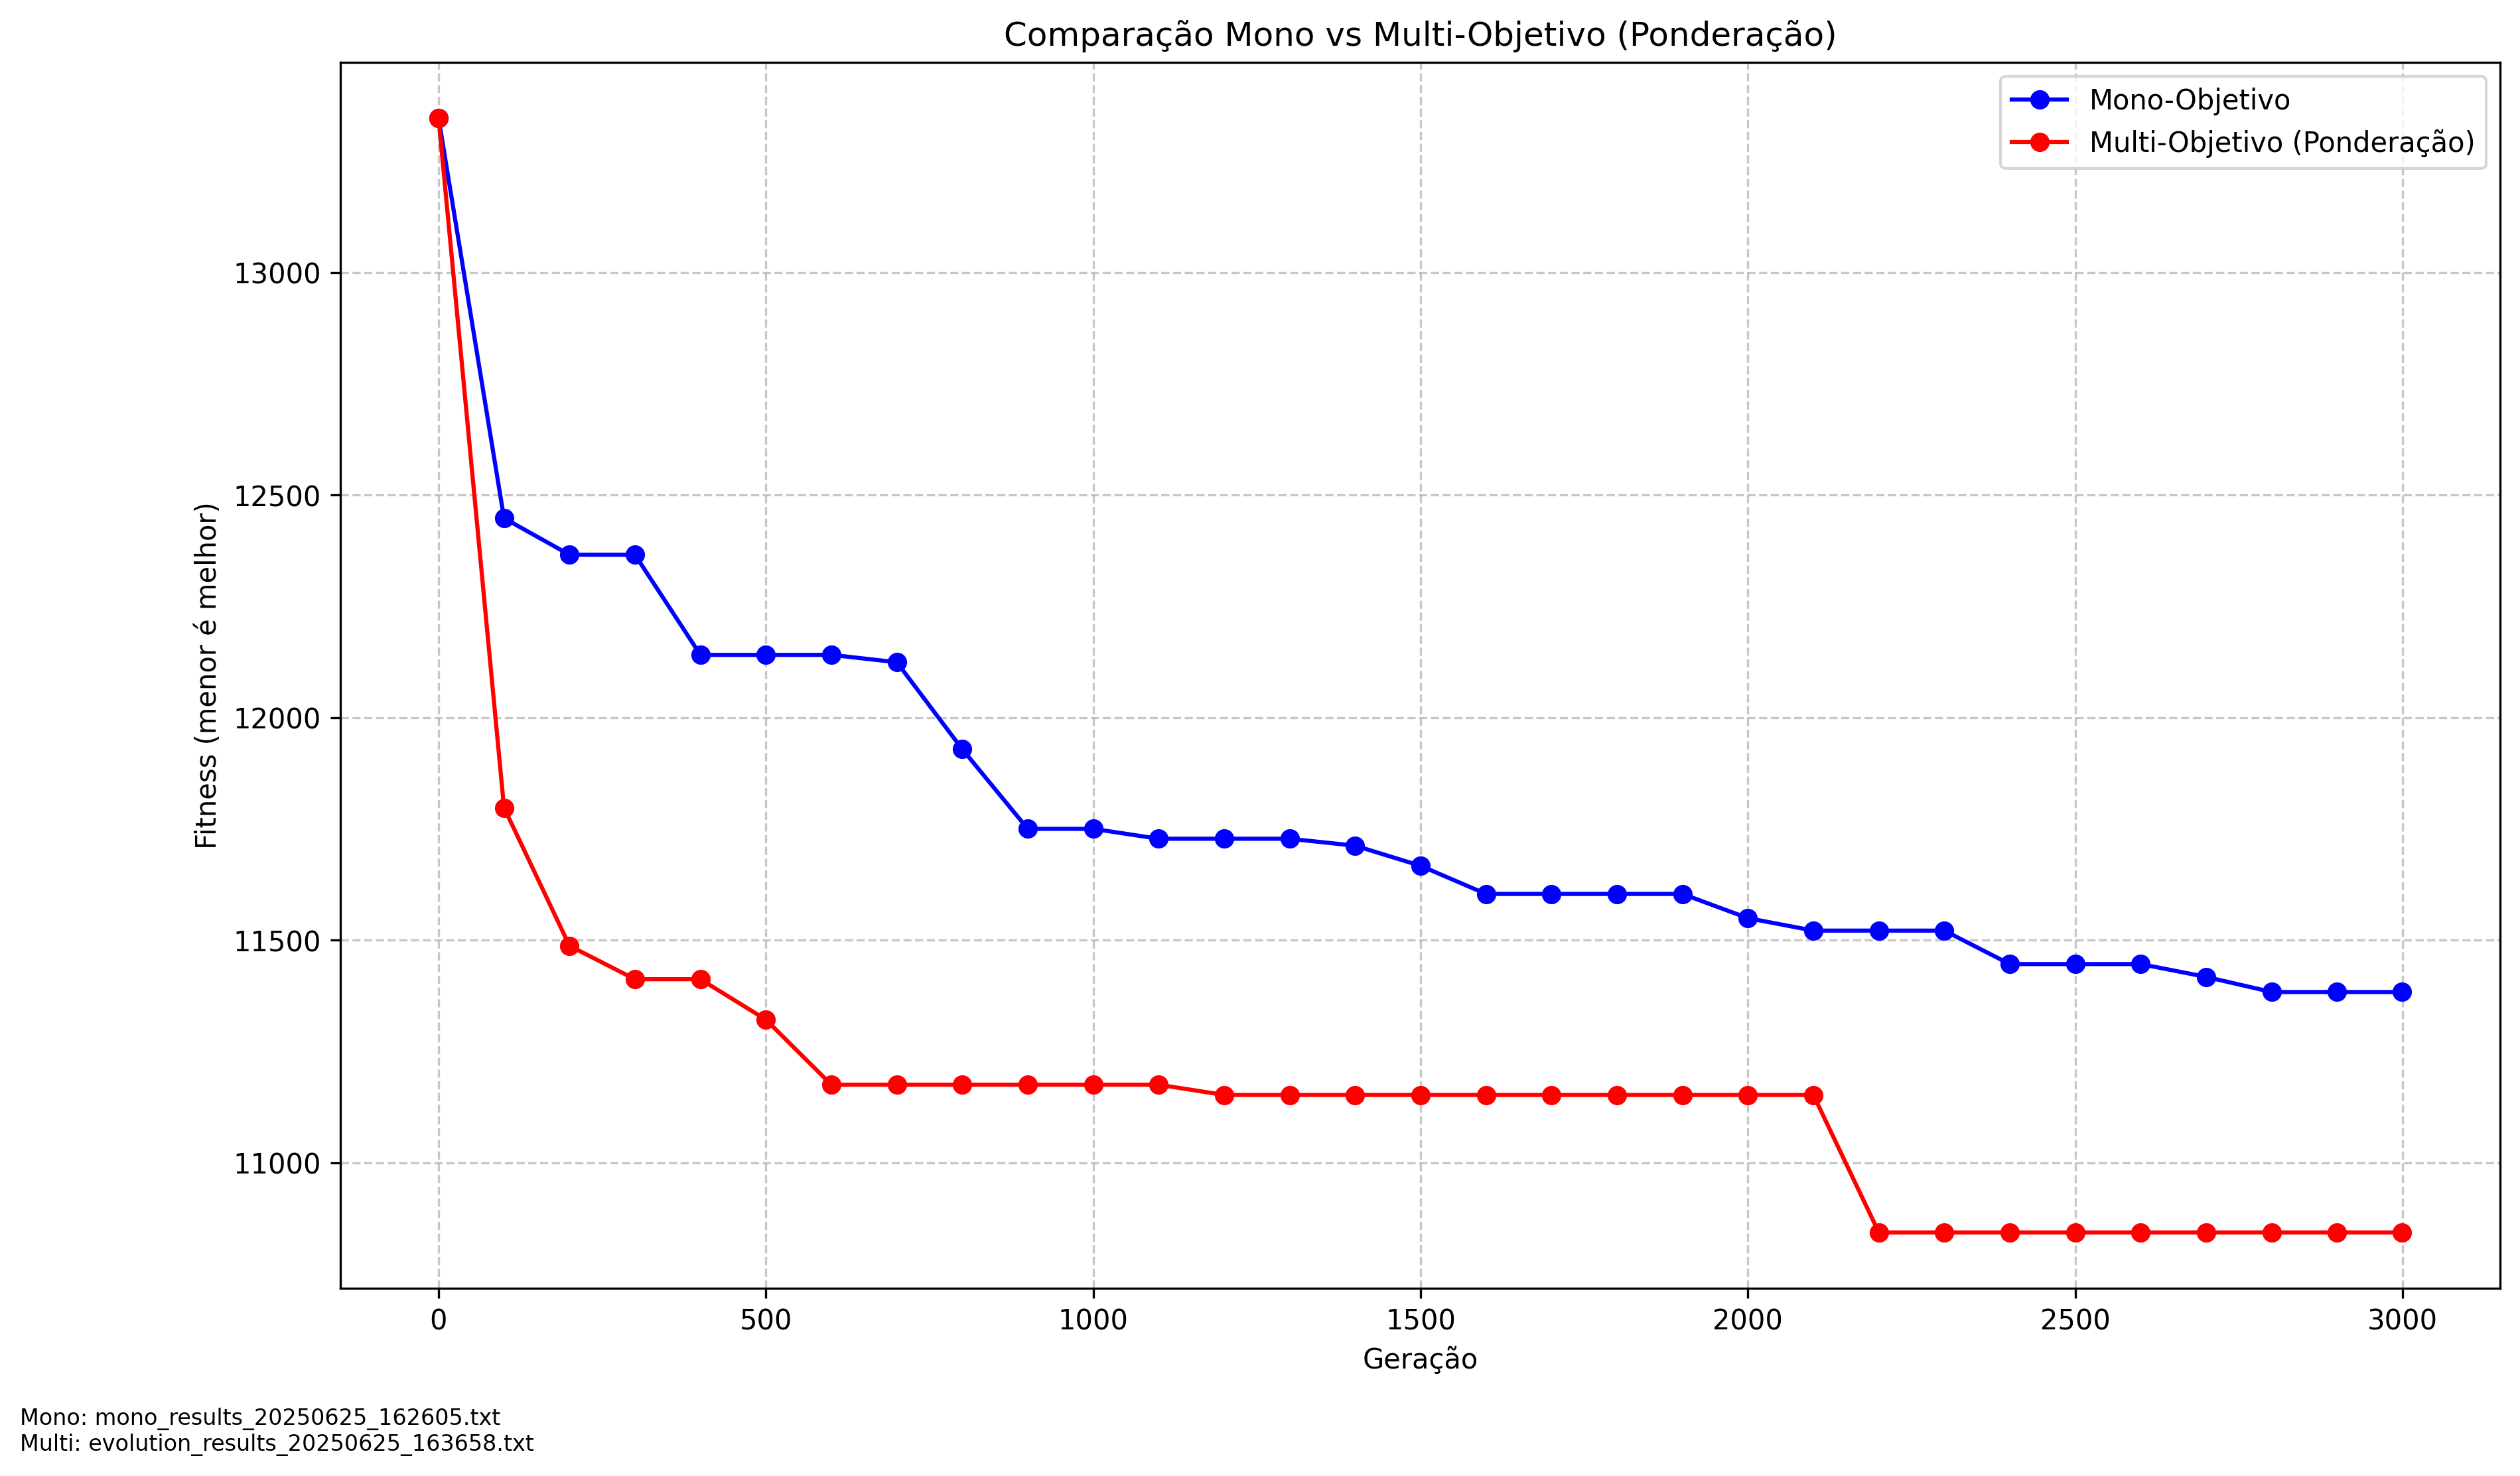 Comparação Mono vs Multi-Objetivo (Ponderação)
Mono-Objetivo
Multi-Objetivo (Ponderação)
Fitness (menor é melhor)
13000
12500
12000
11500
11000
0
500
1000
1500
2000
2500
3000
Geração
Mono: mono_results_20250625_162605.txt
Multi: evolution_results_20250625_163658.txt